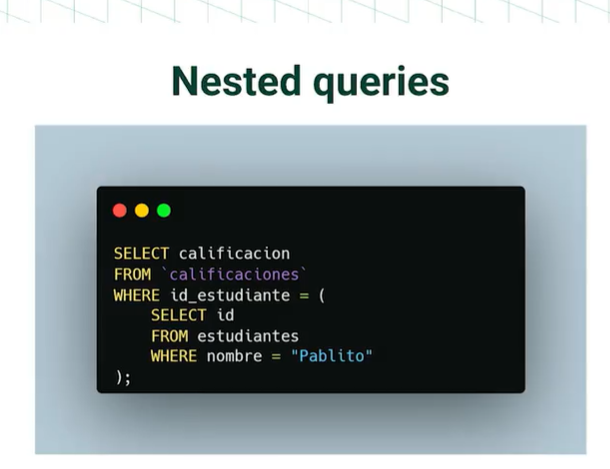 Nested queries
SELECT calificacion
FROM `calificaciones`
WHERE id_estudiante = (
SELECT id
FROM estudiantes
WHERE nombre = "Pablito"
);